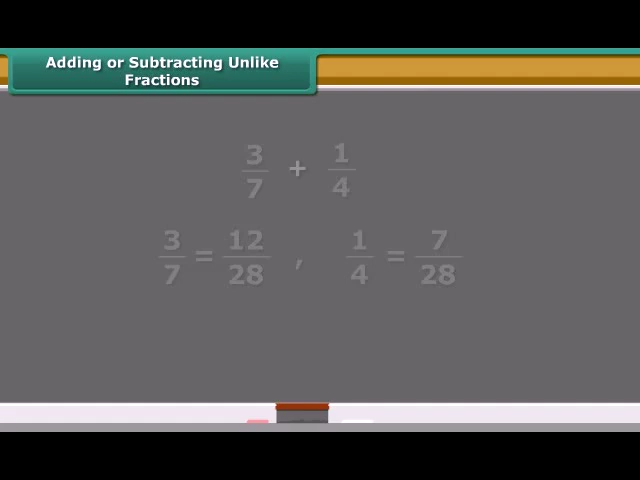 Adding or Subtracting Unlike
Fractions
3/7 + 1/4
3/7 = 12/28 , 1/4 = 7/28